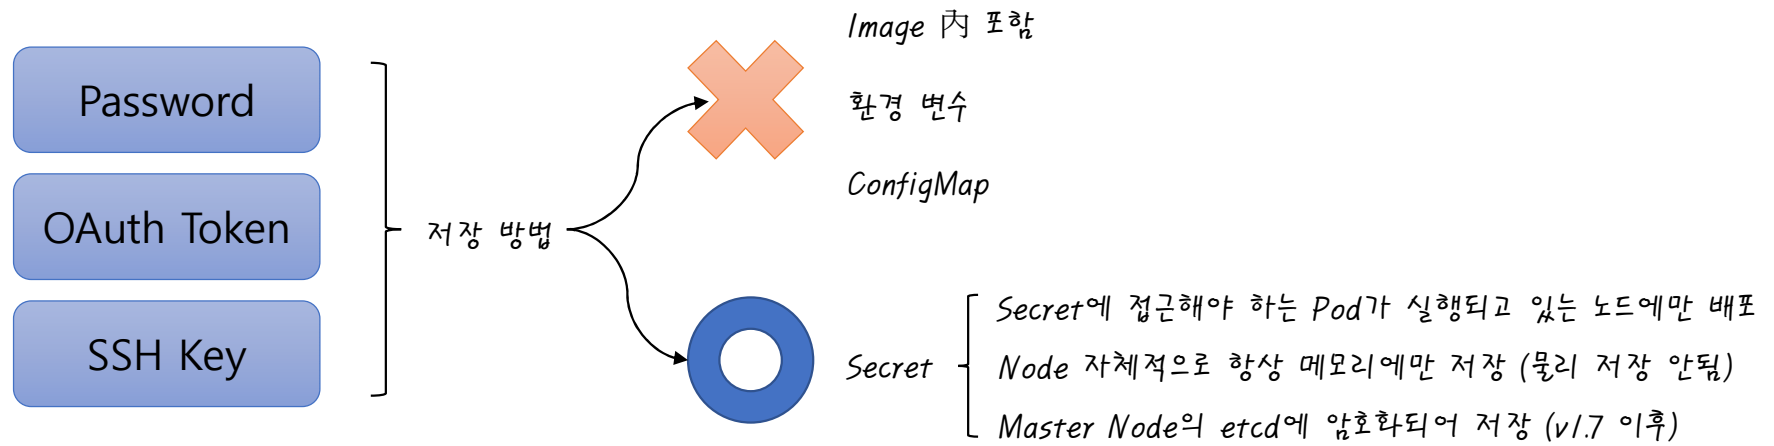 Password
OAuth Token
SSH Key
저장 방법
Image 內 포함
환경 변수
ConfigMap
Secret
Secret에 접근해야 하는 Pod가 실행되고 있는 노드에만 배포
Node 자체적으로 항상 메모리에만 저장 (물리 저장 안됨)
Master Node의 etcd에 암호화되어 저장 (v1.7 이후)